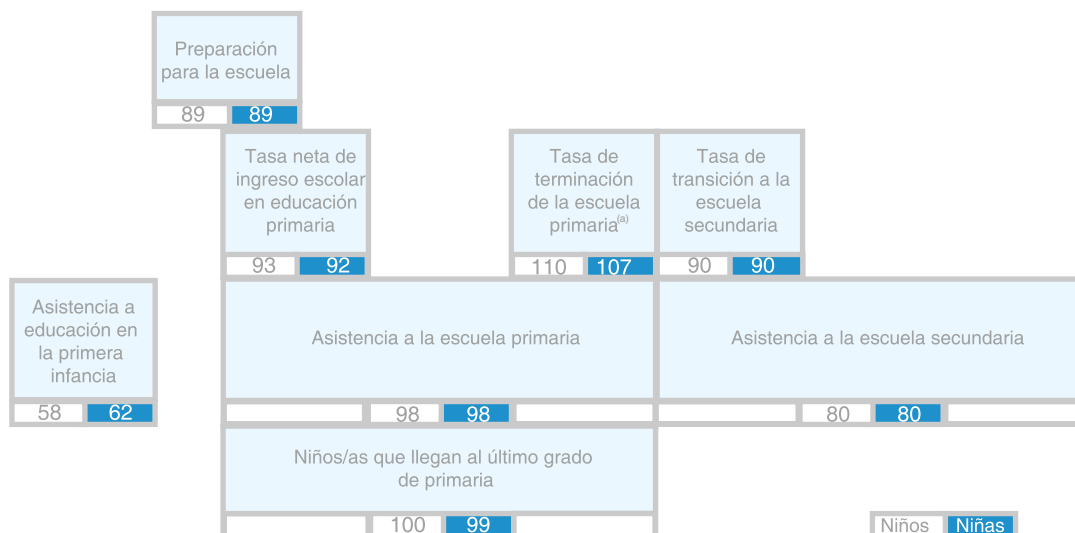 Preparación
para la escuela
89 89
Tasa neta de
ingreso escolar
en educación
primaria
93 92
Tasa de
terminación
de la escuela
primaria(a)
110 107
Tasa de
transición a la
escuela
secundaria
90 90
Asistencia a
educación en
la primera
infancia
58 62
Asistencia a la escuela primaria
98 98
Asistencia a la escuela secundaria
80 80
Niños/as que llegan al último grado
de primaria
100 99
Niños Niñas